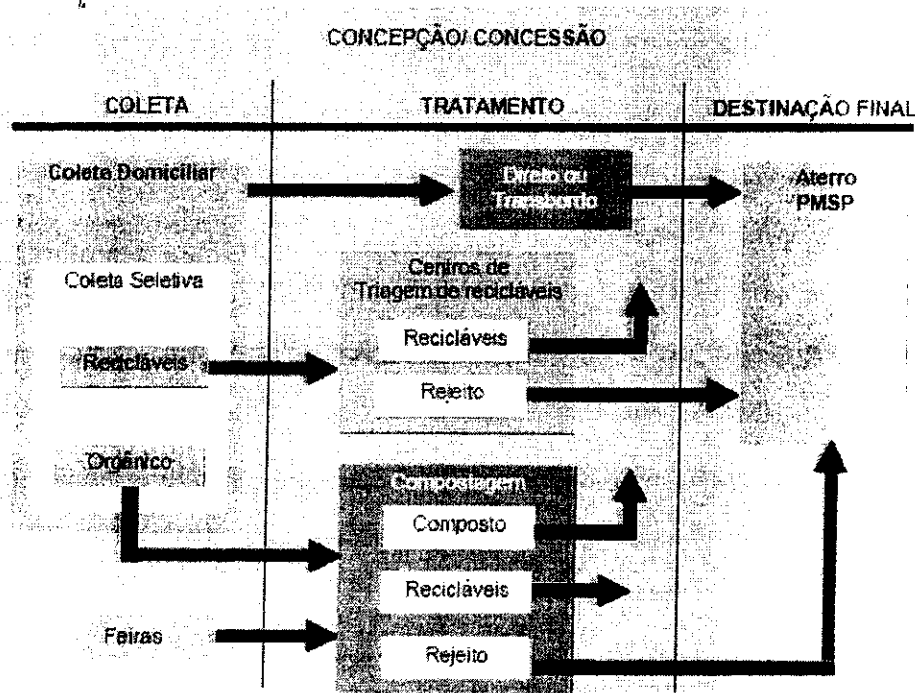 CONCEPÇÃO/ CONCESSÃO
COLETA
TRATAMENTO
DESTINAÇÃO FINAL
Coleta Domiciliar
Direto ou
Transbordo
Aterro
PMSP
Coleta Seletiva
Centros de
Triagem de recicláveis
Recicláveis
Recicláveis
Rejeito
Orgânico
Compostagem
Composto
Recicláveis
Feiras
Rejeito